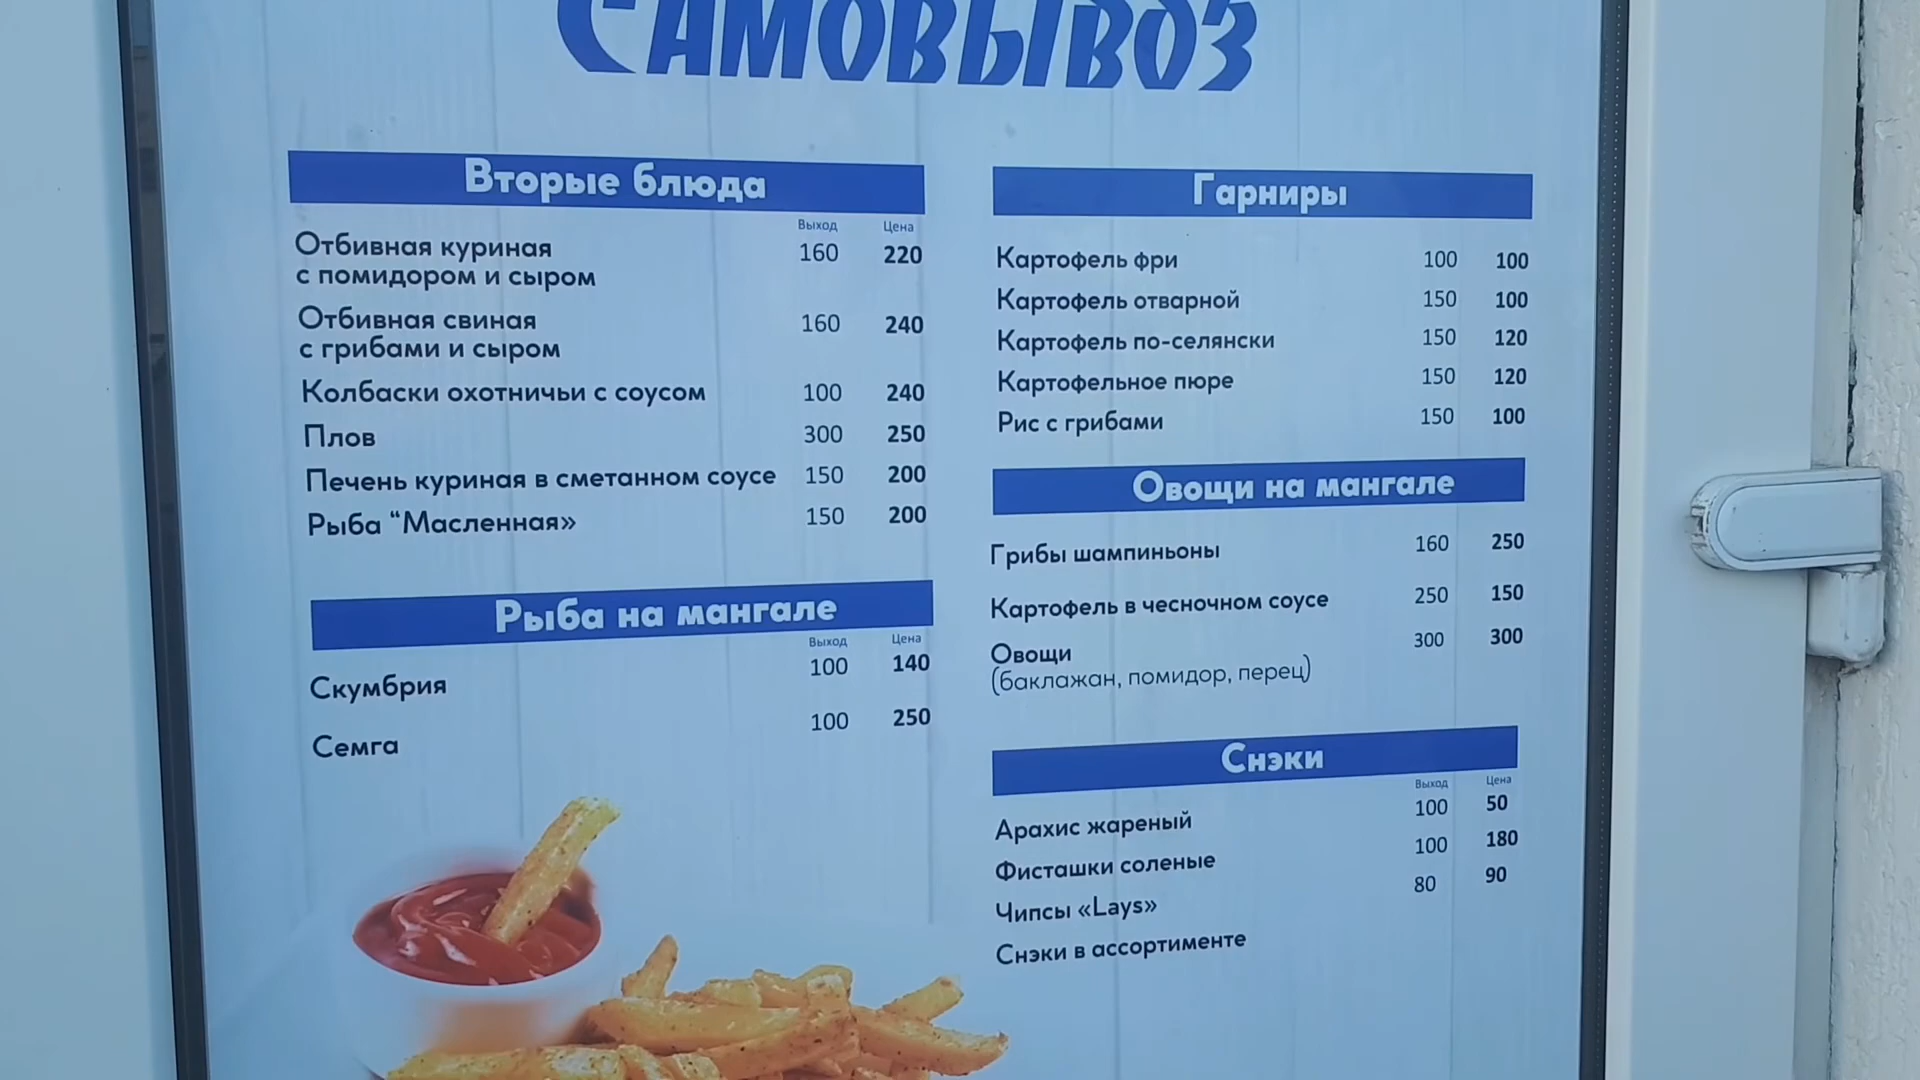 Самовывоз
Вторые блюда
Выход Цена
Отбивная куриная 160 220
с помидором и сыром
Отбивная свиная 160 240
с грибами и сыром
Колбаски охотничьи с соусом 100 240
Плов 300 250
Печень куриная в сметанном соусе 150 200
Рыба “Масленная» 150 200
Рыба на мангале
Выход Цена
Скумбрия 100 140
Семга 100 250
Гарниры
Картофель фри 100 100
Картофель отварной 150 100
Картофель по-селянски 150 120
Картофельное пюре 150 120
Рис с грибами 150 100
Овощи на мангале
Грибы шампиньоны 160 250
Картофель в чесночном соусе 250 150
Овощи 300 300
(баклажан, помидор, перец)
Снэки
Выход Цена
Арахис жареный 100 50
Фисташки соленые 100 180
Чипсы «Lays» 80 90
Снэки в ассортименте